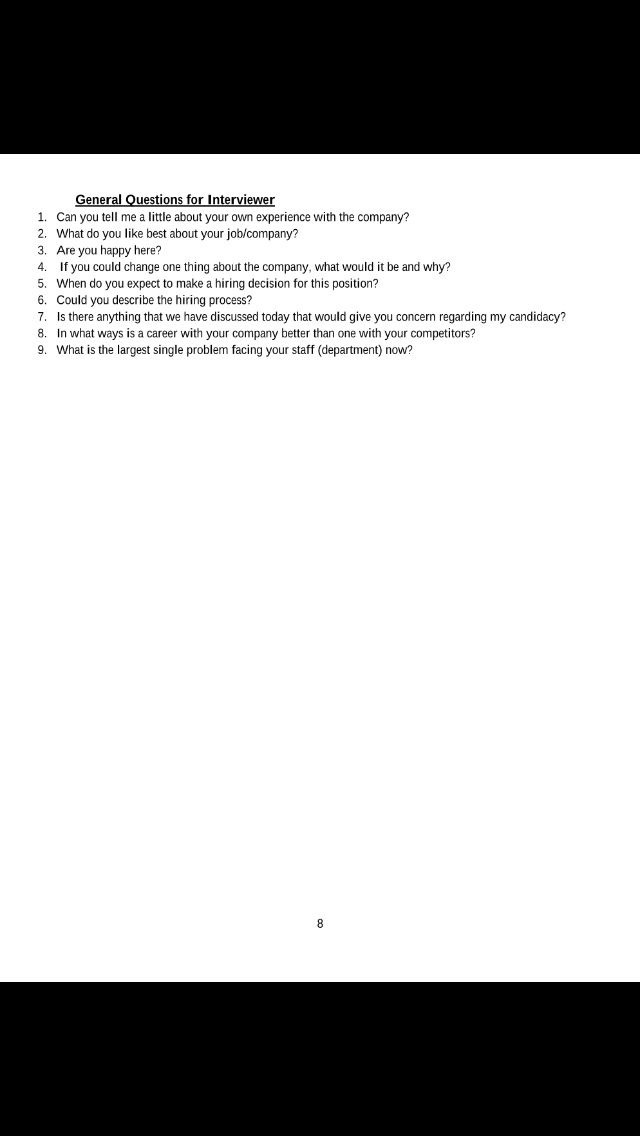 General Questions for Interviewer
1. Can you tell me a little about your own experience with the company?
2. What do you like best about your job/company?
3. Are you happy here?
4. If you could change one thing about the company, what would it be and why?
5. When do you expect to make a hiring decision for this position?
6. Could you describe the hiring process?
7. Is there anything that we have discussed today that would give you concern regarding my candidacy?
8. In what ways is a career with your company better than one with your competitors?
9. What is the largest single problem facing your staff (department) now?
8